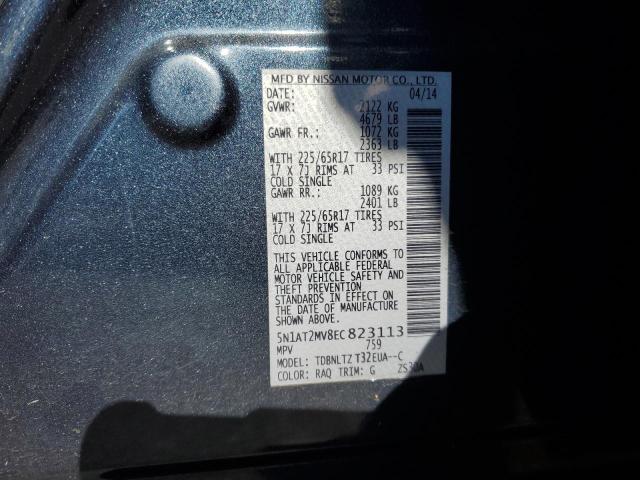 MFD BY NISSAN MOTOR CO., LTD.
DATE: 04/14
GVWR: 2122 KG
4679 LB
GAWR FR.: 1072 KG
2363 LB
WITH 225/65R17 TIRES
17 X 7J RIMS AT 33 PSI
COLD SINGLE
GAWR RR.: 1089 KG
2401 LB
WITH 225/65R17 TIRES
17 X 7J RIMS AT 33 PSI
COLD SINGLE
THIS VEHICLE CONFORMS TO
ALL APPLICABLE FEDERAL
MOTOR VEHICLE SAFETY AND
THEFT PREVENTION
STANDARDS IN EFFECT ON
THE DATE OF MANUFACTURE
SHOWN ABOVE.
5N1AT2MV8EC823113
MPV 759
MODEL: TDBNLTZ T32EUA--C
COLOR: RAQ TRIM: G